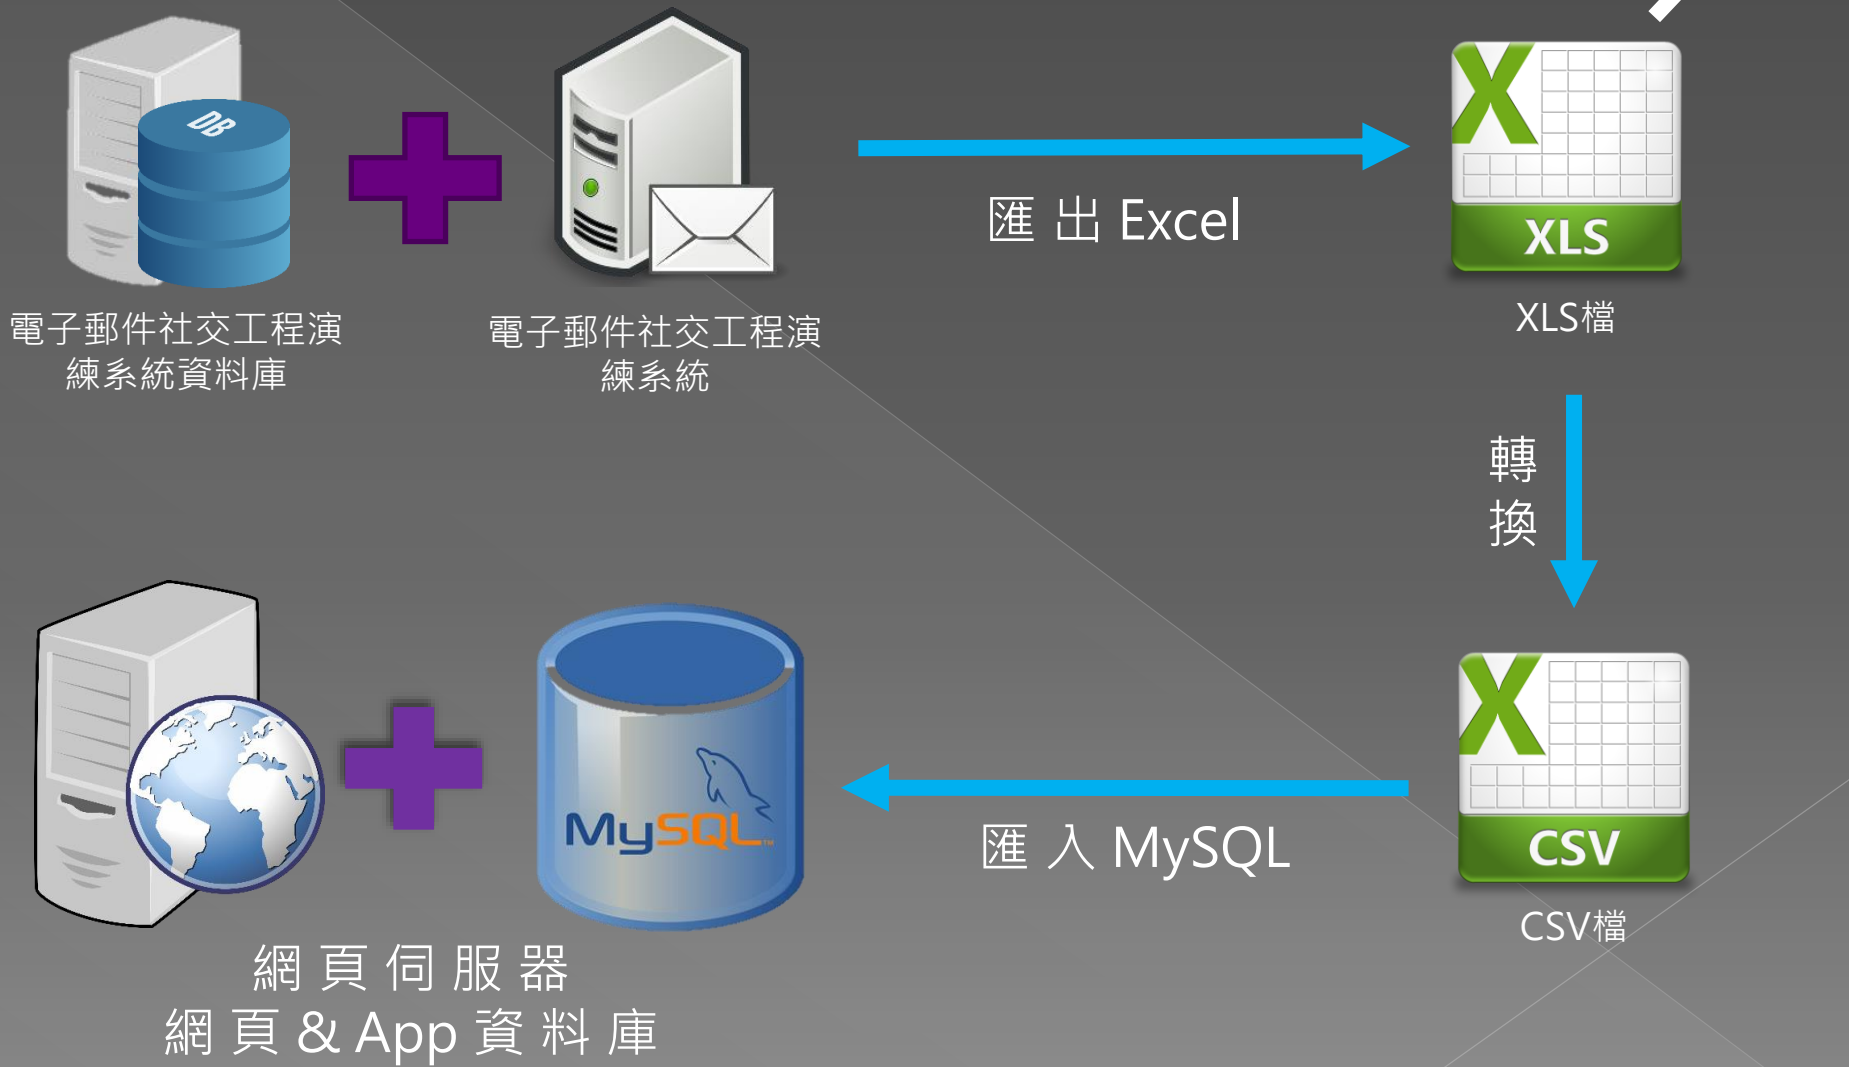 DB
電子郵件社交工程演
練系統資料庫
電子郵件社交工程演
練系統
匯出 Excel
XLS
XLS檔
轉
換
CSV
CSV檔
匯入 MySQL
MySQL™
網頁伺服器
網頁 & App 資料庫